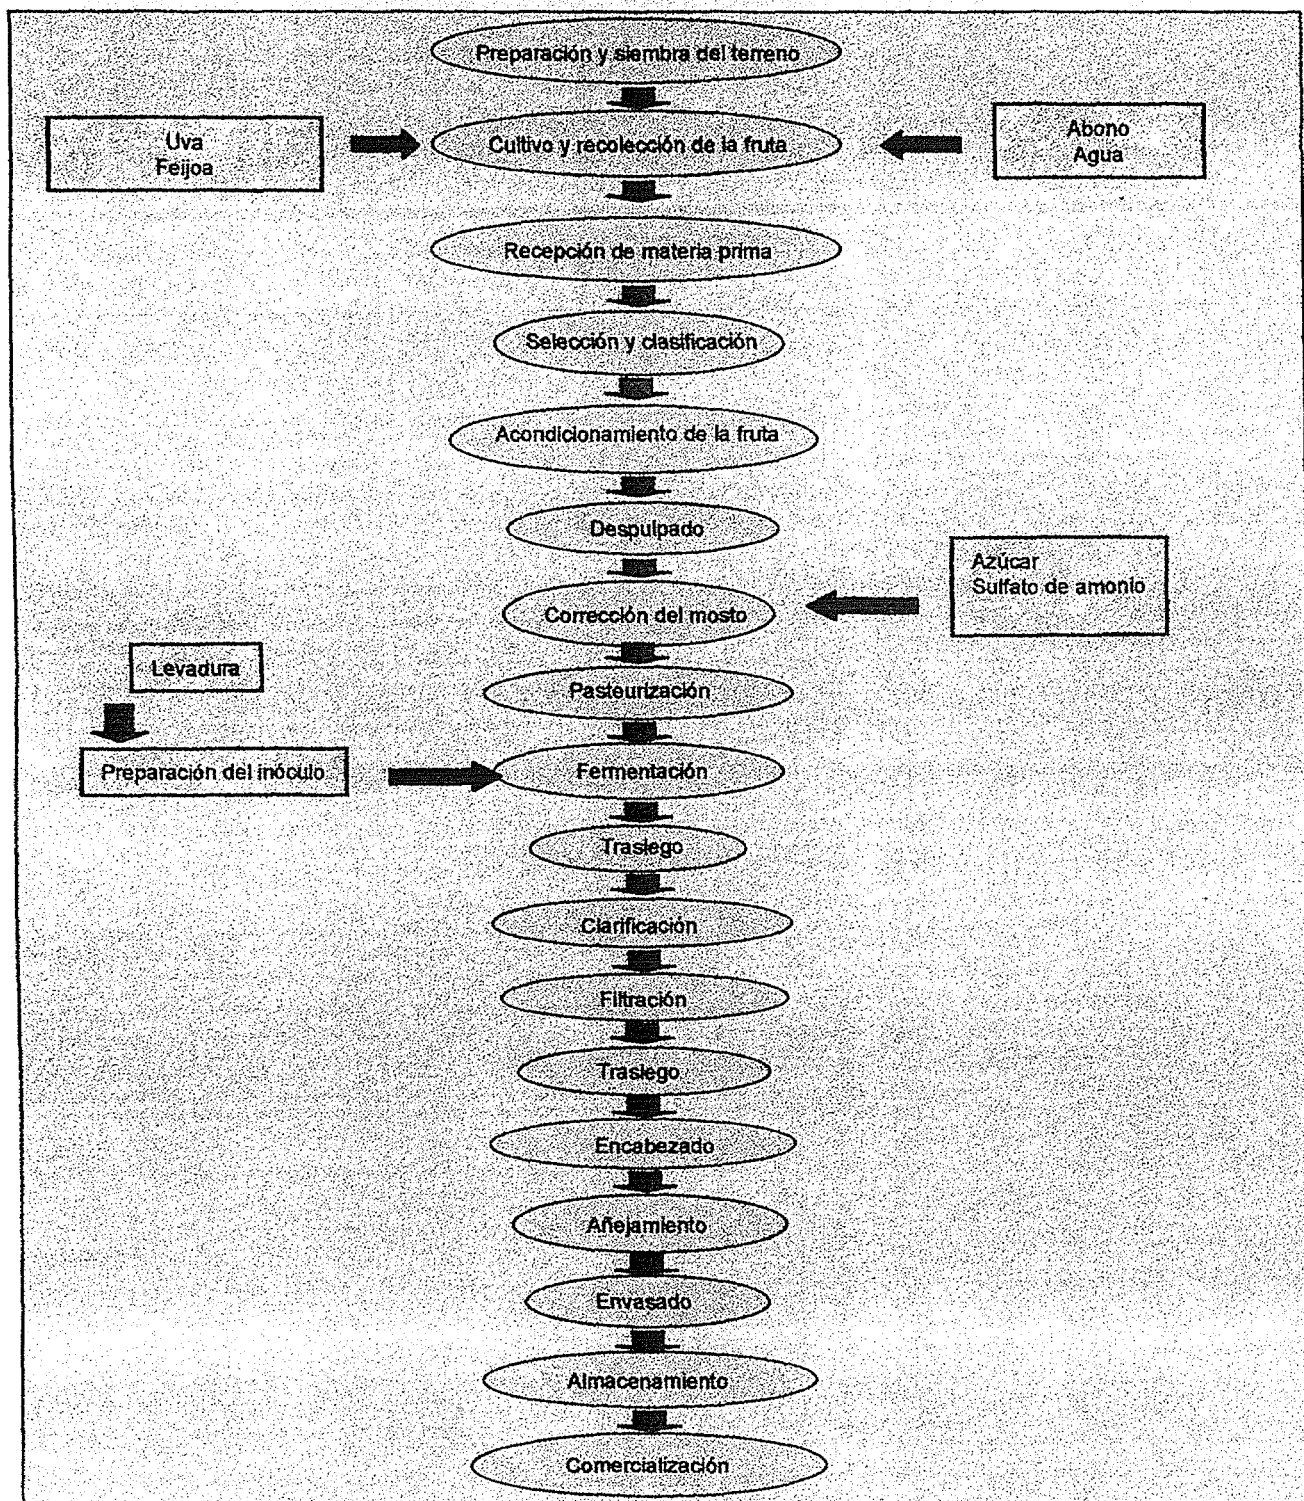 Preparación y siembra del terreno
Uva
Feijoa
Cultivo y recolección de la fruta
Abono
Agua
Recepción de materia prima
Selección y clasificación
Acondicionamiento de la fruta
Despulpado
Azúcar
Sulfato de amonio
Corrección del mosto
Levadura
Pasteurización
Preparación del inóculo
Fermentación
Trasiego
Clarificación
Filtración
Trasiego
Encabezado
Añejamiento
Envasado
Almacenamiento
Comercialización